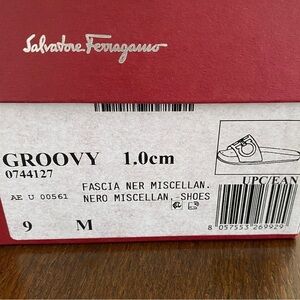 Salvatore Ferragamo
GROOVY 1.0cm
0744127
UPC/EAN
FASCIA NER MISCELLAN.
AE U 00561
NERO MISCELLAN.-SHOES
9 M
8 057553 269929